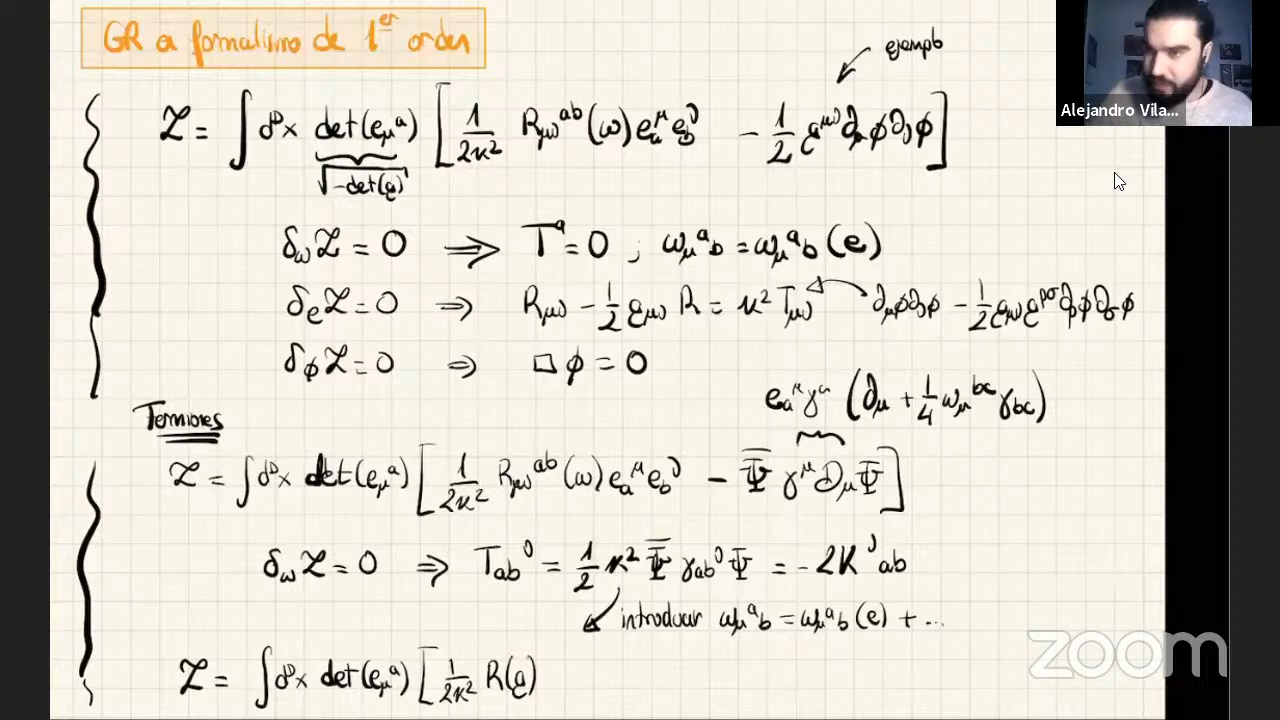 GR a formalismo de 1er orden
ejemplo
Alejandro Vila...
ℒ = ∫ dᴰx det(e_μ^a) [ 1/2κ² R_μν^ab(ω) e_a^μ e_b^ν − 1/2 g^μν ∂_μϕ∂_νϕ ]
√−det(g)
δ_ω ℒ = 0 ⇒ T^a = 0 ; ω_μ^a_b = ω_μ^a_b (e)
δ_e ℒ = 0 ⇒ R_μν − 1/2 g_μν R = κ² T_μν ∂_μϕ∂_νϕ − 1/2 g_μν g^ρσ ∂_ρϕ∂_σϕ
δ_ϕ ℒ = 0 ⇒ □ ϕ = 0
e_a^μ γ^a (∂_μ + 1/4 ω_μ^bc γ_bc)
Fermiones
ℒ = ∫ dᴰx det(e_μ^a) [ 1/2κ² R_μν^ab(ω) e_a^μ e_b^ν − Ψ̄ γ^μ D_μ Ψ ]
δ_ω ℒ = 0 ⇒ T_ab^ν = 1/2 κ² Ψ̄ γ_ab^ν Ψ = − 2K^ν_ab
introducir ω_μ^a_b = ω_μ^a_b (e) + ...
ℒ = ∫ dᴰx det(e_μ^a) [ 1/2κ² R(g)
zoom